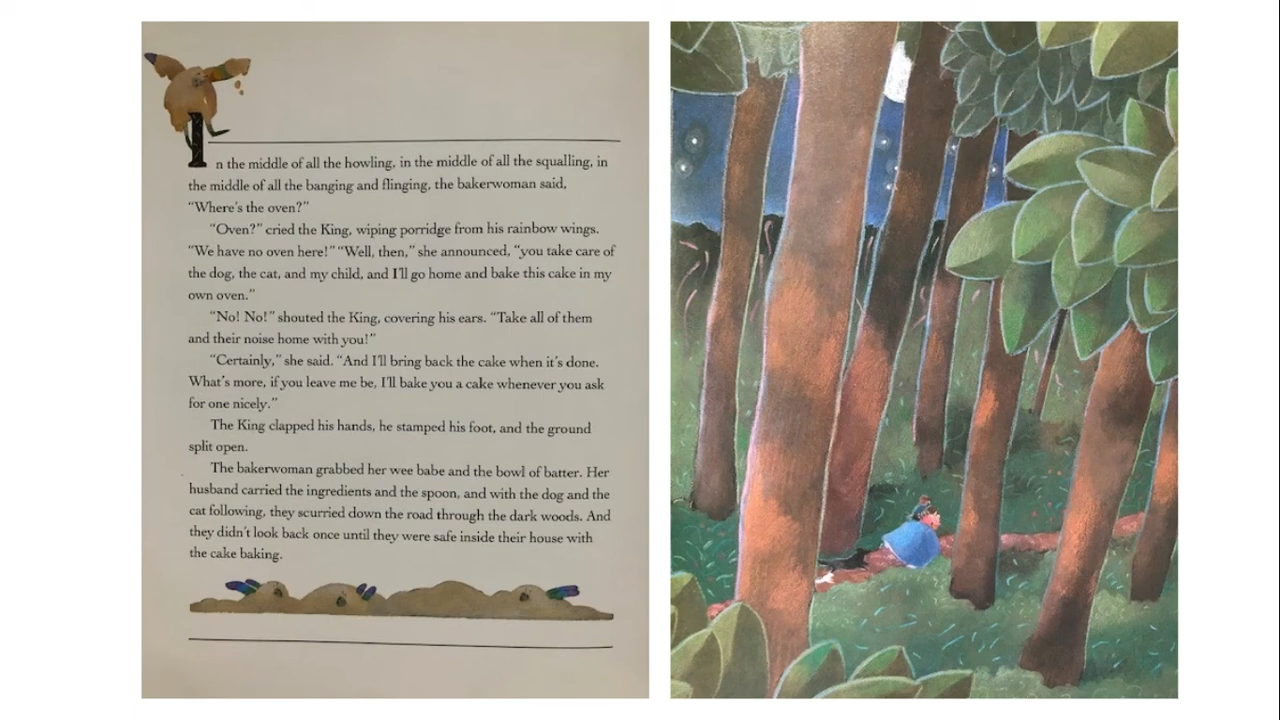 In the middle of all the howling, in the middle of all the squalling, in
the middle of all the banging and flinging, the bakerwoman said,
“Where’s the oven?”
“Oven?” cried the King, wiping porridge from his rainbow wings.
“We have no oven here!” “Well, then,” she announced, “you take care of
the dog, the cat, and my child, and I’ll go home and bake this cake in my
own oven.”
“No! No!” shouted the King, covering his ears. “Take all of them
and their noise home with you!”
“Certainly,” she said. “And I’ll bring back the cake when it’s done.
What’s more, if you leave me be, I’ll bake you a cake whenever you ask
for one nicely.”
The King clapped his hands, he stamped his foot, and the ground
split open.
The bakerwoman grabbed her wee babe and the bowl of batter. Her
husband carried the ingredients and the spoon, and with the dog and the
cat following, they scurried down the road through the dark woods. And
they didn’t look back once until they were safe inside their house with
the cake baking.